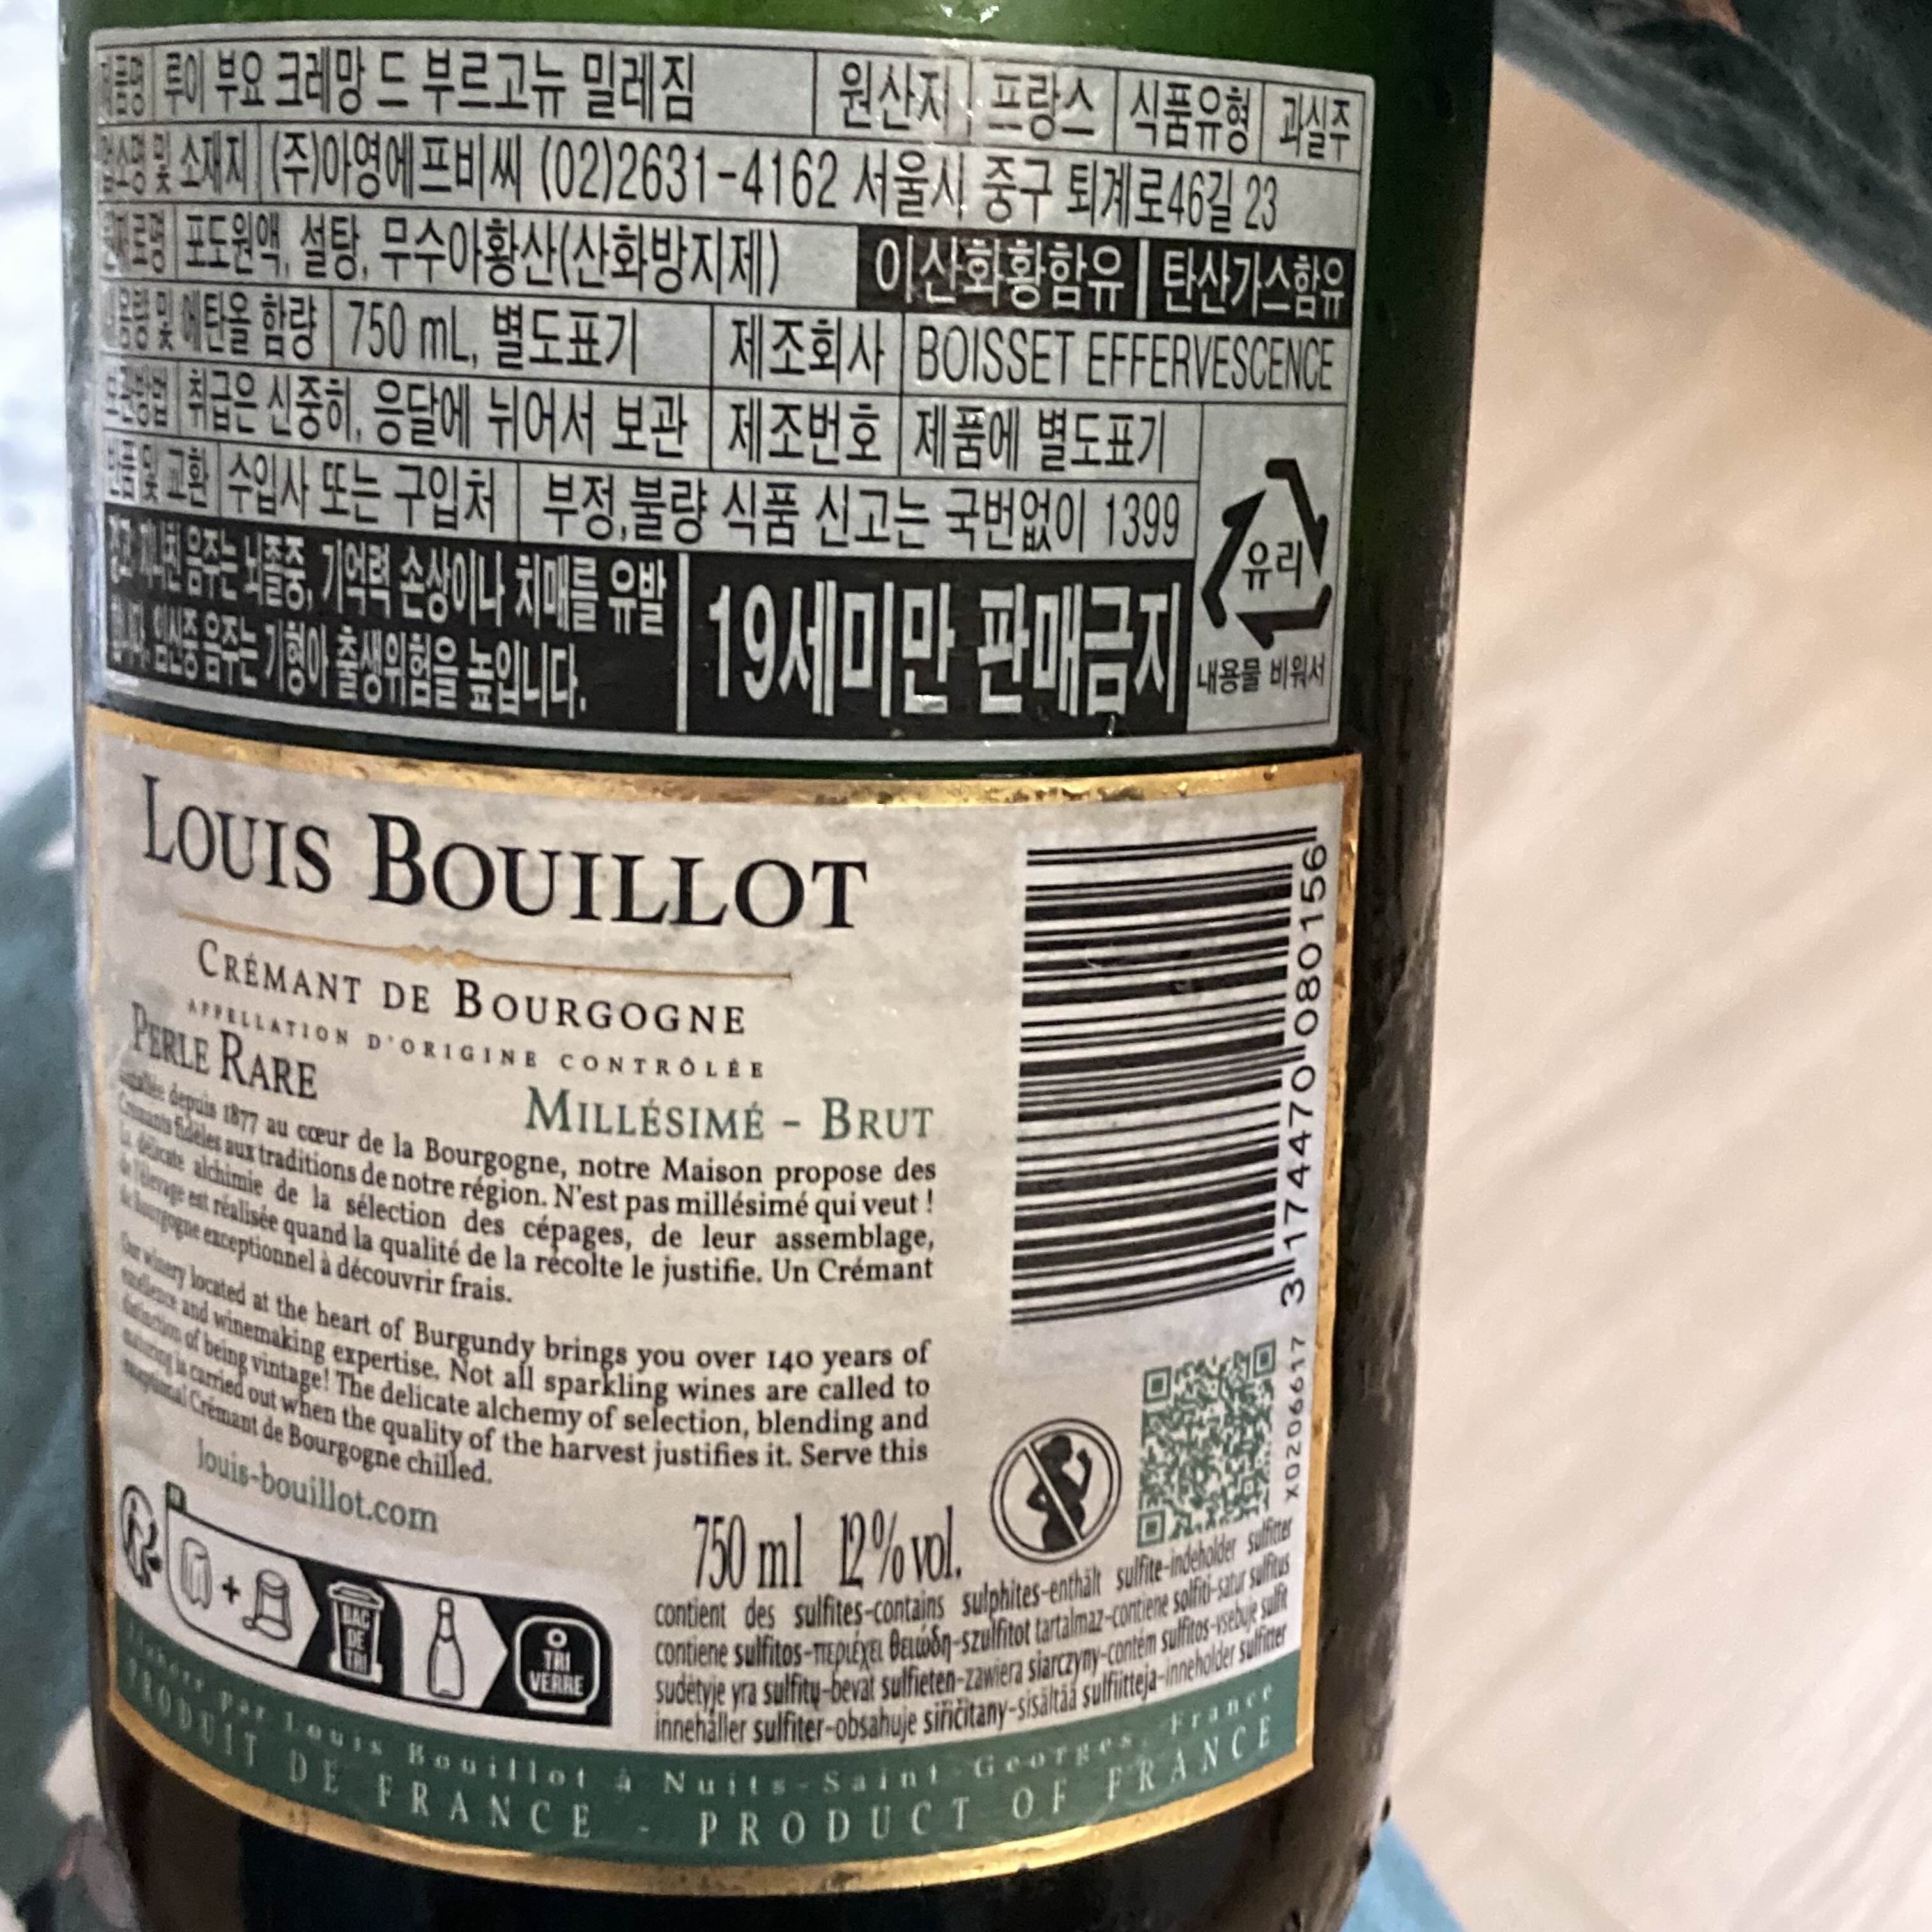 제품명 루이 부요 크레망 드 부르고뉴 밀레짐 원산지 프랑스 식품유형 과실주
업소명 및 소재지 (주)아영에프비씨 (02)2631-4162 서울시 중구 퇴계로46길 23
원재료명 포도원액, 설탕, 무수아황산(산화방지제) 이산화황함유 탄산가스함유
내용량 및 에탄올 함량 750 mL, 별도표기 제조회사 BOISSET EFFERVESCENCE
보관방법 취급은 신중히, 응달에 뉘어서 보관 제조번호 제품에 별도표기
반품 및 교환 수입사 또는 구입처 부정,불량 식품 신고는 국번없이 1399
경고: 지나친 음주는 뇌졸중, 기억력 손상이나 치매를 유발
합니다. 임신중 음주는 기형아 출생위험을 높입니다.
19세미만 판매금지
유리
내용물 비워서
LOUIS BOUILLOT
CRÉMANT DE BOURGOGNE
APPELLATION D'ORIGINE CONTRÔLÉE
PERLE RARE
MILLÉSIMÉ - BRUT
Installée depuis 1877 au cœur de la Bourgogne, notre Maison propose des
Crémants fidèles aux traditions de notre région. N'est pas millésimé qui veut !
La délicate alchimie de la sélection des cépages, de leur assemblage,
de l'élevage est réalisée quand la qualité de la récolte le justifie. Un Crémant
de Bourgogne exceptionnel à découvrir frais.
Our winery located at the heart of Burgundy brings you over 140 years of
excellence and winemaking expertise. Not all sparkling wines are called to
distinction of being vintage! The delicate alchemy of selection, blending and
maturing is carried out when the quality of the harvest justifies it. Serve this
exceptional Crémant de Bourgogne chilled.
louis-bouillot.com
3 174470 080156
X0206617
750 ml 12 % vol.
BAC
DE
TRI
TRI
VERRE
contient des sulfites-contains sulphites-enthält sulfite-indeholder sulfitter
contiene sulfitos-περιέχει θειώδη-szulfitot tartalmaz-contiene solfiti-satur sulfitus
sudėtyje yra sulfitų-bevat sulfieten-zawiera siarczyny-contém sulfitos-vsebuje sulfit
innehåller sulfiter-obsahuje siřičitany-sisältää sulfiitteja-inneholder sulfitter
Élaboré par Louis Bouillot à Nuits-Saint-Georges, France
PRODUIT DE FRANCE - PRODUCT OF FRANCE